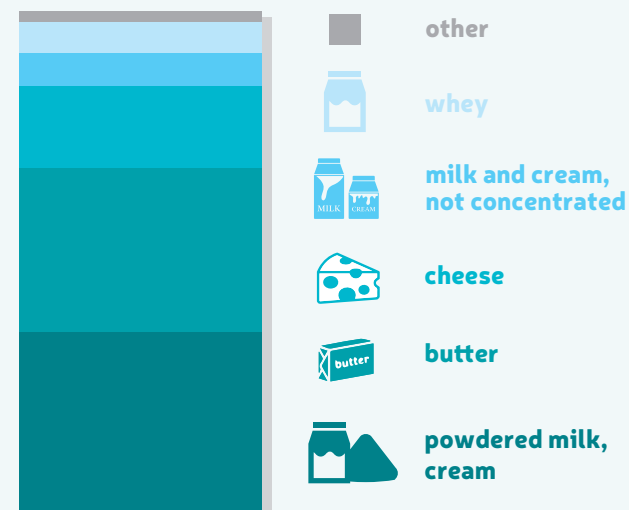 other
whey
milk and cream,
not concentrated
MILK
CREAM
cheese
butter
butter
powdered milk,
cream